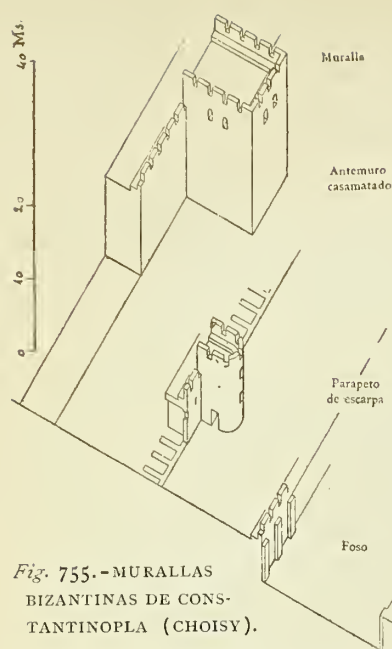 40 Ms.
20
10
0
Muralla
Antemuro
casamatado
Parapeto
de escarpa
Foso
Fig. 755.-MURALLAS
BIZANTINAS DE CONS-
TANTINOPLA (CHOISY).